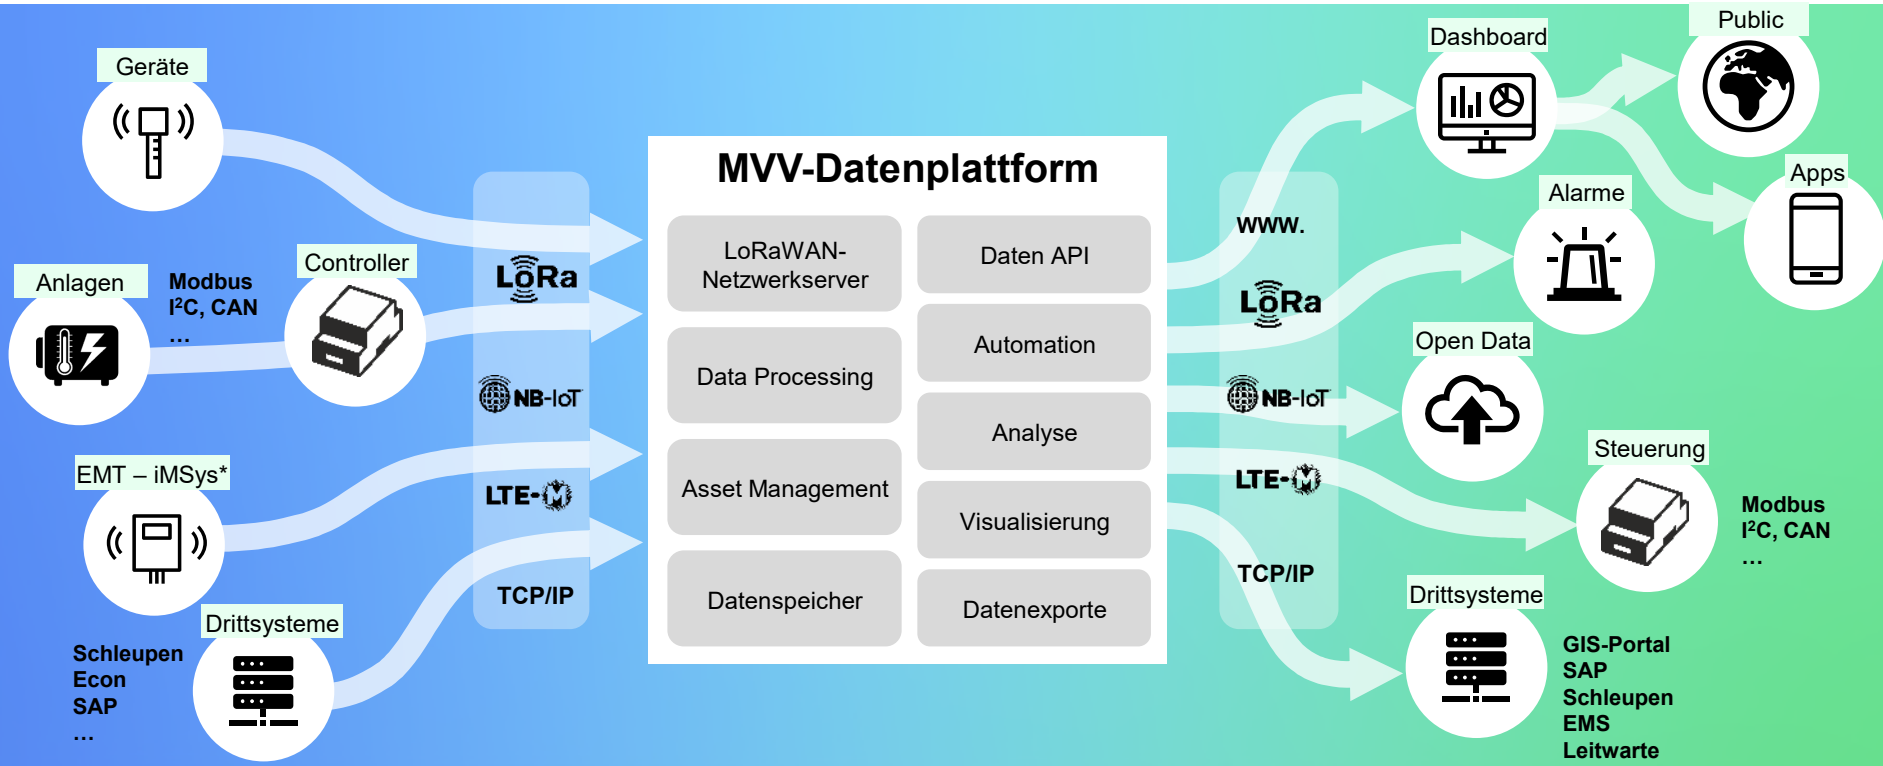 Geräte
Anlagen
Modbus
I²C, CAN
…
Controller
EMT – iMSys*
Drittsysteme
Schleupen
Econ
SAP
…
LoRa
NB-IoT
LTE-M
TCP/IP
MVV-Datenplattform
LoRaWAN-
Netzwerkserver
Data Processing
Asset Management
Datenspeicher
Daten API
Automation
Analyse
Visualisierung
Datenexporte
www.
LoRa
NB-IoT
LTE-M
TCP/IP
Dashboard
Public
Apps
Alarme
Open Data
Steuerung
Modbus
I²C, CAN
…
Drittsysteme
GIS-Portal
SAP
Schleupen
EMS
Leitwarte